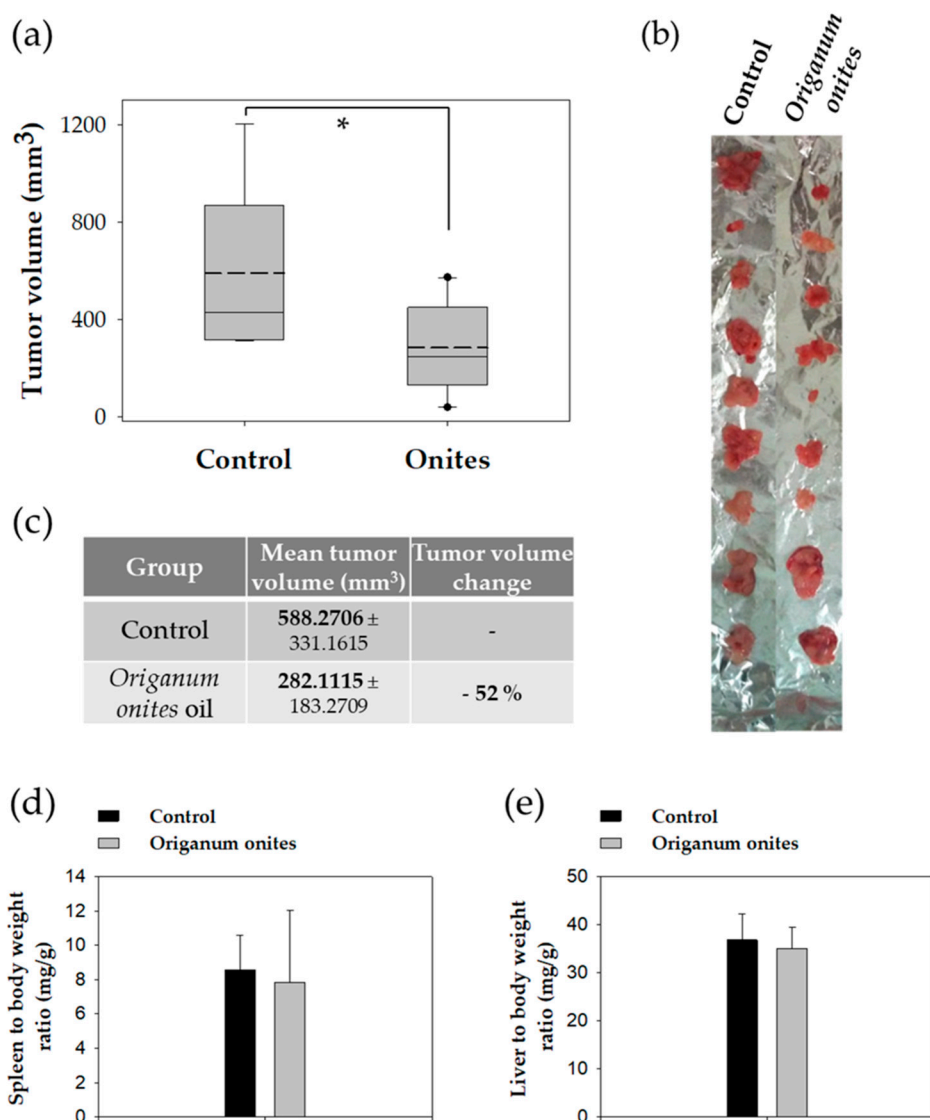 (a)
Tumor volume (mm3)
1200
800
400
0
*
Control
Onites
(b)
Control
Origanum
onites
(c)
Group
Mean tumor
volume (mm3)
Tumor volume
change
Control
588.2706 ±
331.1615
-
Origanum
onites oil
282.1115 ±
183.2709
- 52 %
(d)
Control
Origanum onites
Spleen to body weight
ratio (mg/g)
14
12
10
8
6
4
2
0
(e)
Control
Origanum onites
Liver to body weight
ratio (mg/g)
50
40
30
20
10
0